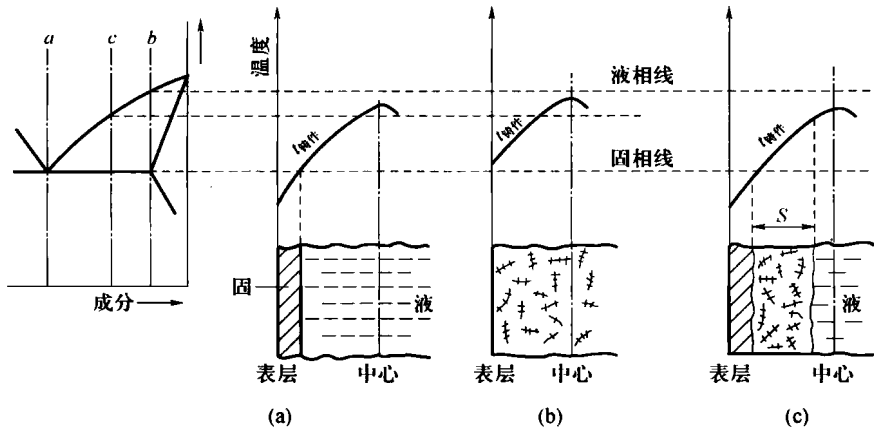 a c b
温度
t铸件
t铸件
t铸件
液相线
固相线
S
固
液
液
成分
表层 中心
表层 中心
表层 中心
(a) (b) (c)